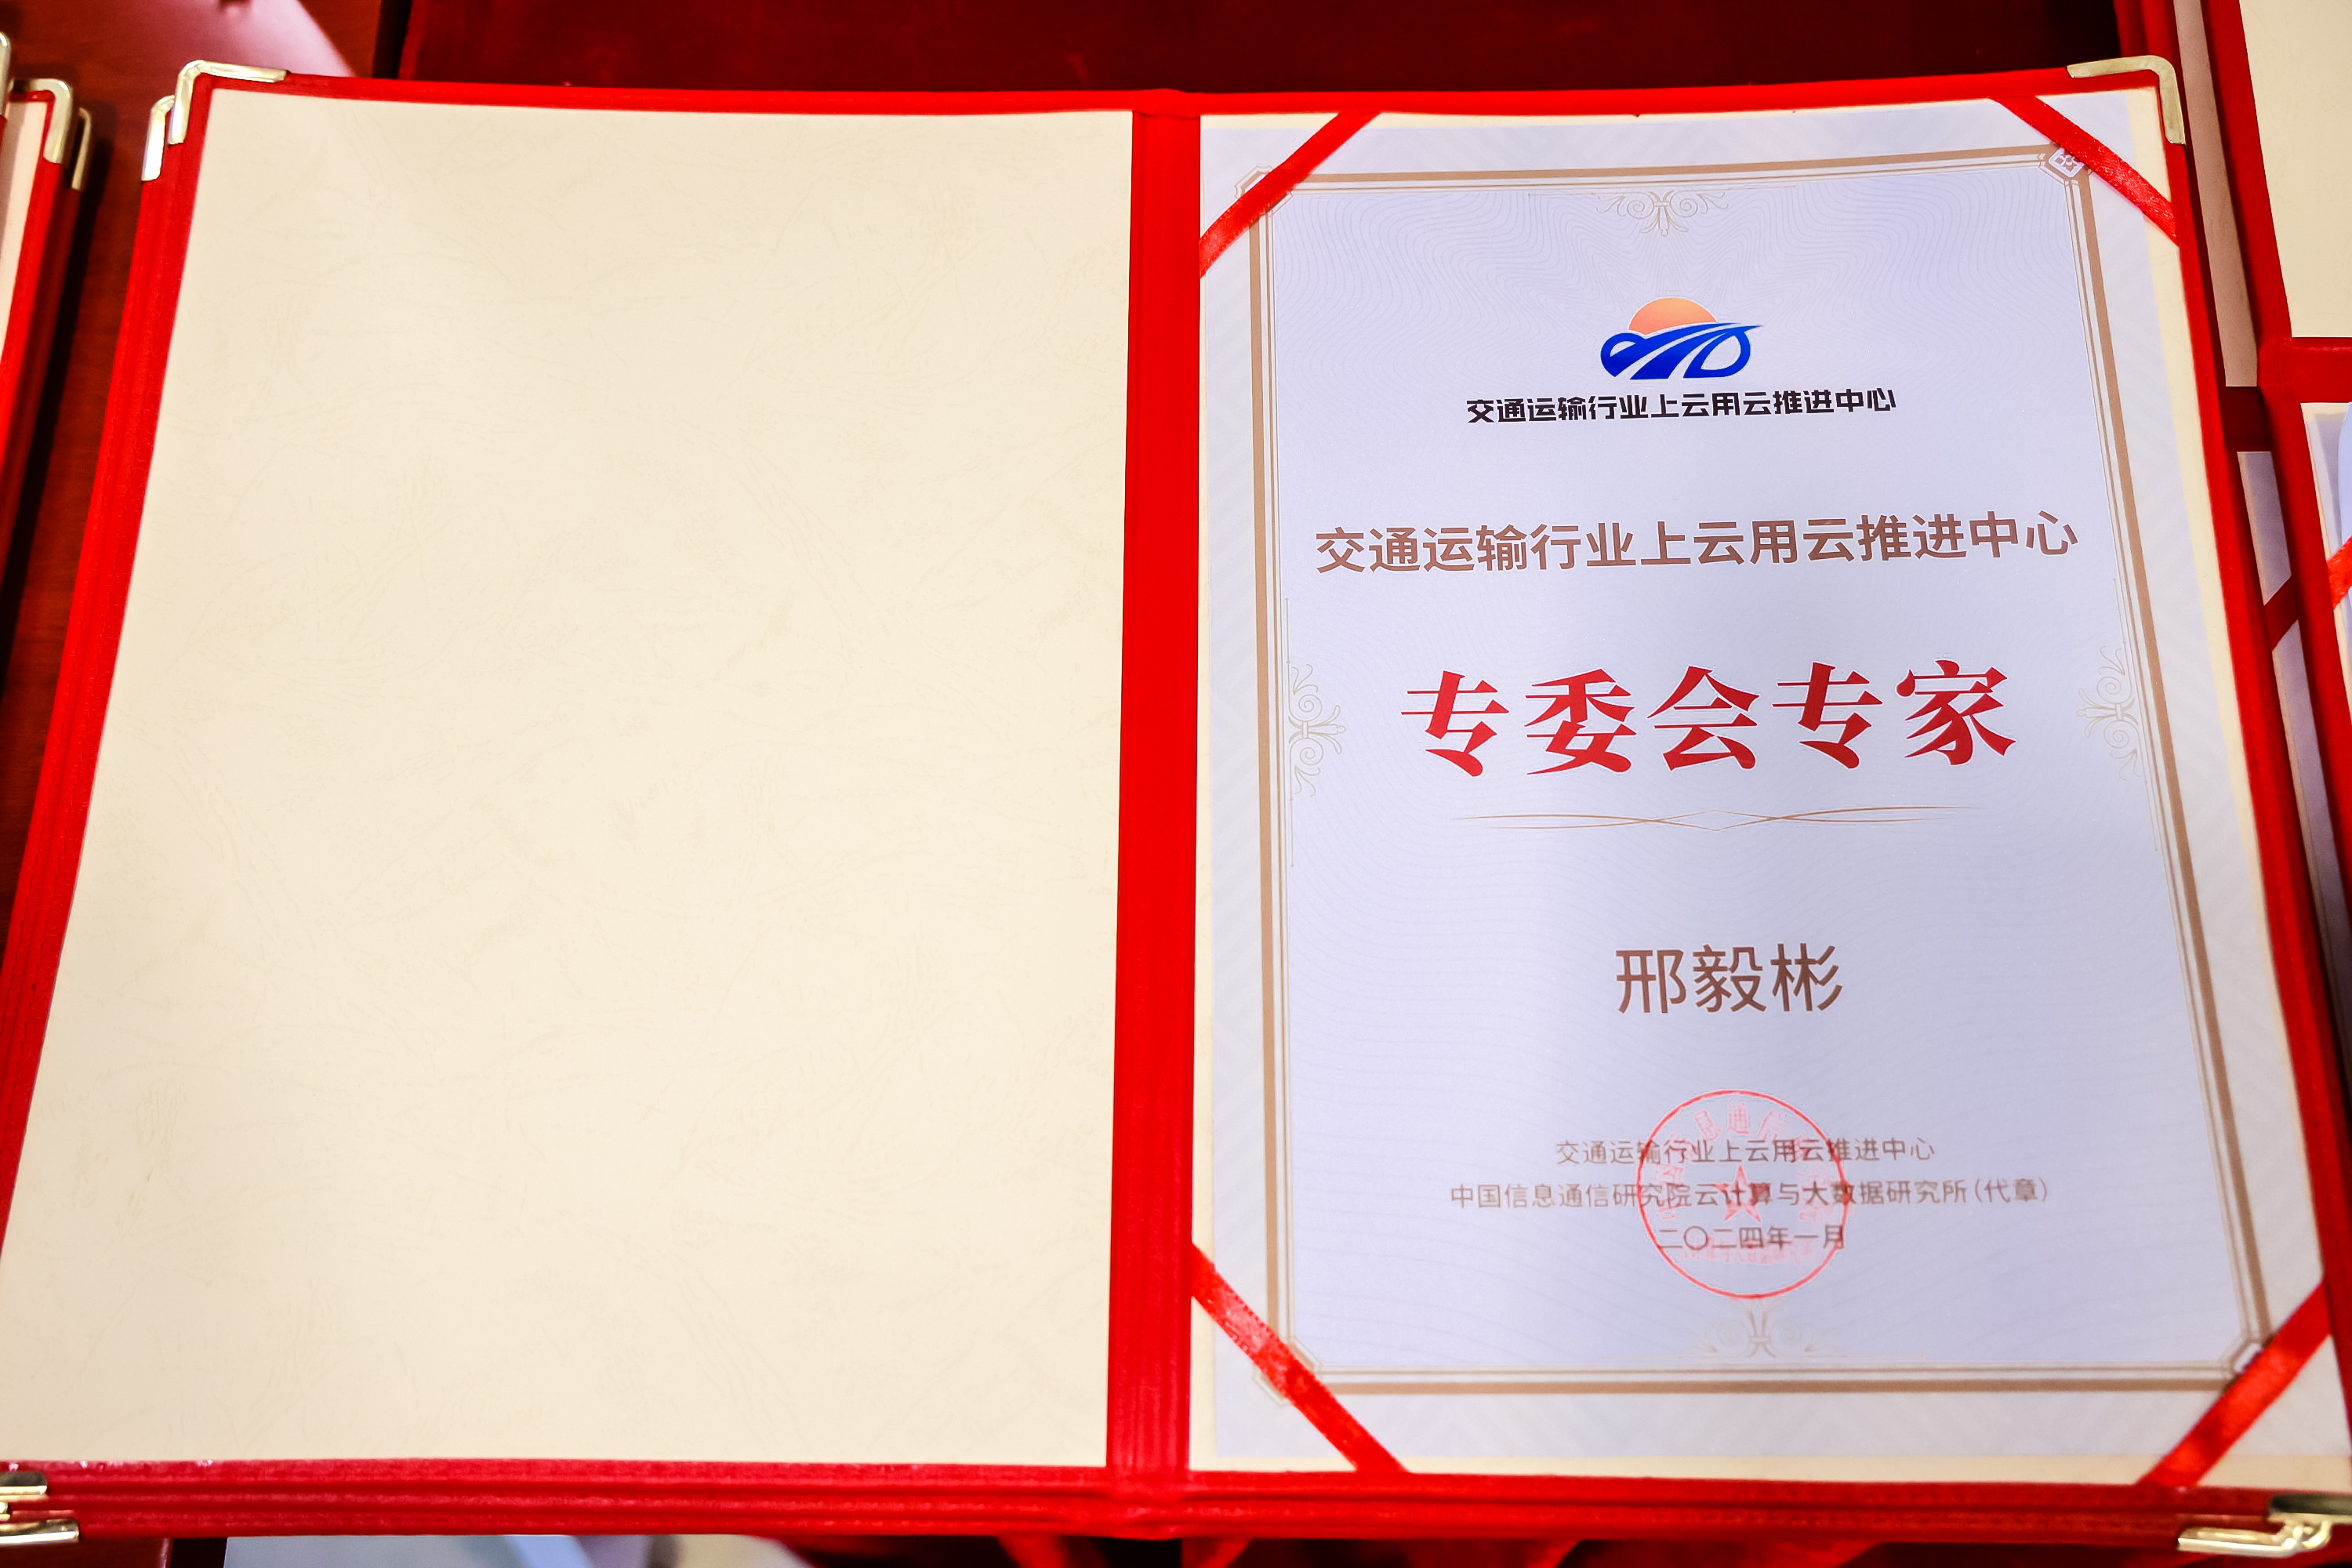 交通运输行业上云用云推进中心
交通运输行业上云用云推进中心
专委会专家
邢毅彬
交通运输行业上云用云推进中心
中国信息通信研究院云计算与大数据研究所(代章)
二〇二四年一月